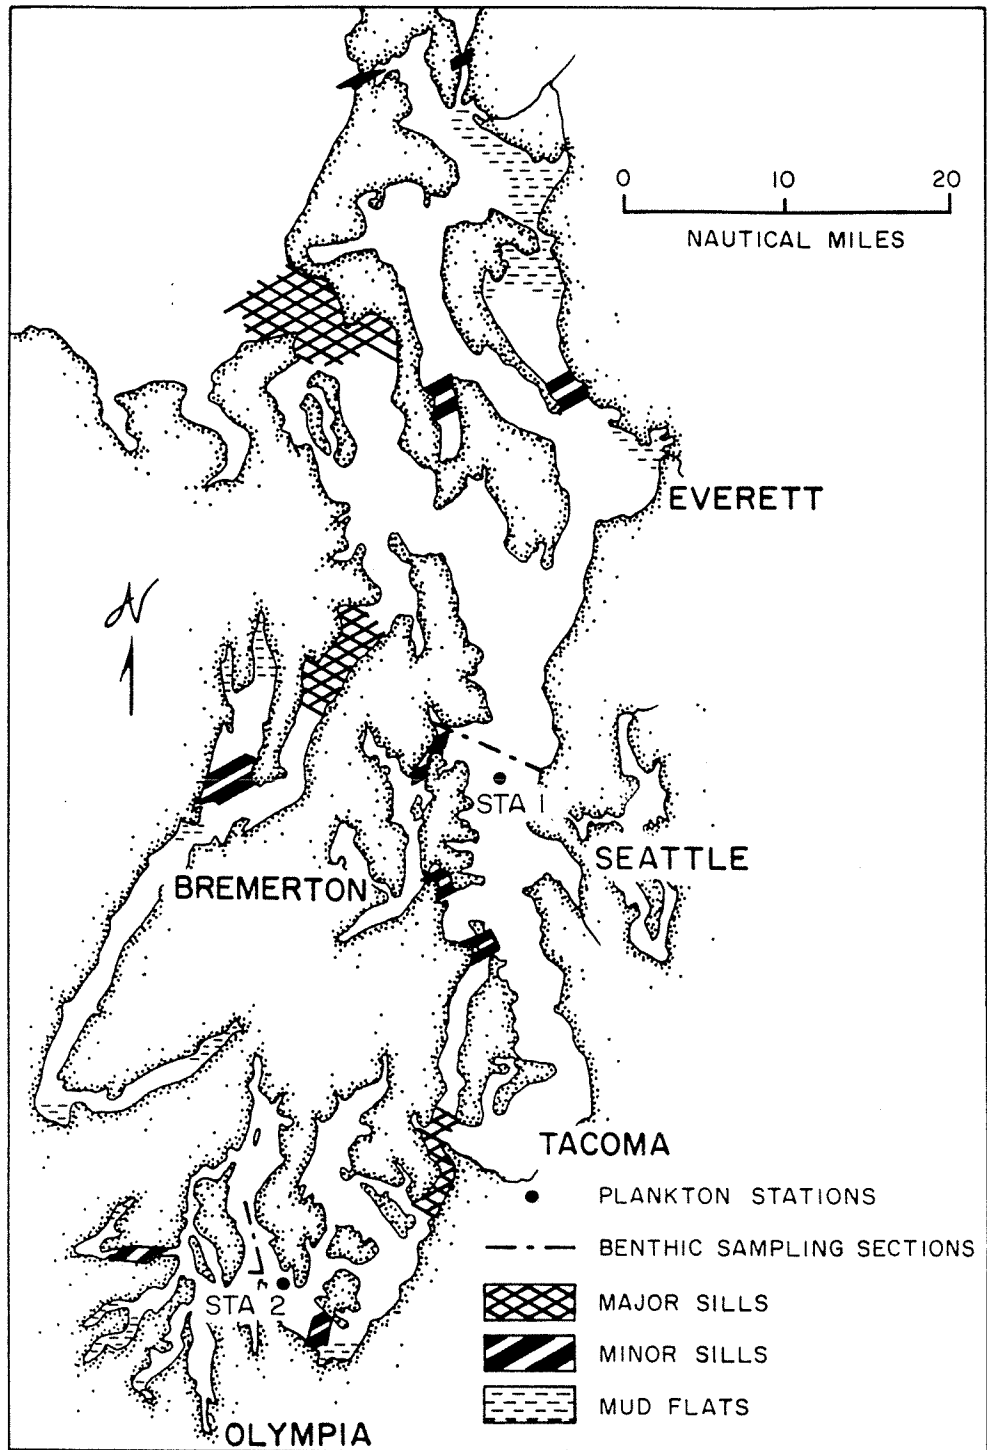 0 10 20
NAUTICAL MILES
EVERETT
N
STA 1
SEATTLE
BREMERTON
TACOMA
PLANKTON STATIONS
BENTHIC SAMPLING SECTIONS
STA 2
MAJOR SILLS
MINOR SILLS
MUD FLATS
OLYMPIA